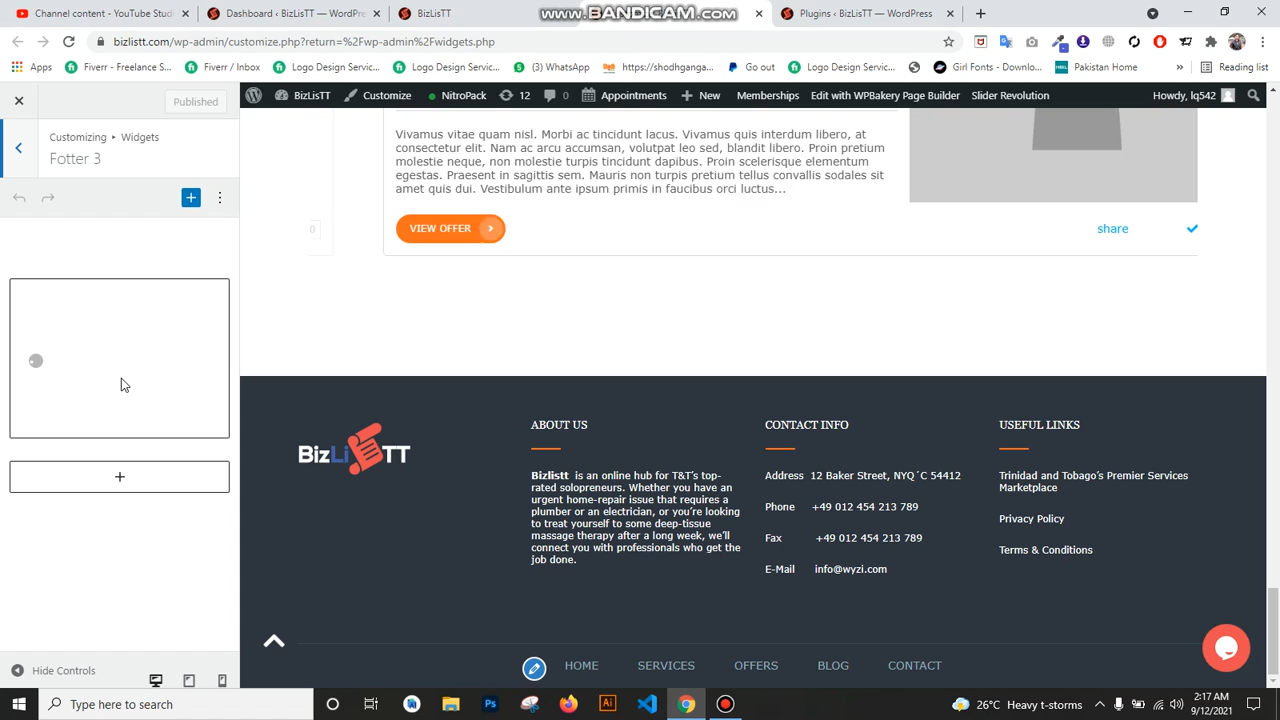 Channel content - YouTube Studi
Dashboard ‹ BizLisTT — WordPre
BizLisTT
WWW.BANDICAM.COM
Plugins ‹ BizLisTT — WordPress
bizlistt.com/wp-admin/customize.php?return=%2Fwp-admin%2Fwidgets.php
Apps
Fiverr - Freelance S...
Fiverr / Inbox
Logo Design Servic...
Logo Design Servic...
(3) WhatsApp
https://shodhganga...
Go out
Logo Design Servic...
Girl Fonts - Downlo...
Pakistan Home
»
Reading list
Published
BizLisTT
Customize
NitroPack
12
0
Appointments
New
Memberships
Edit with WPBakery Page Builder
Slider Revolution
Howdy, lq542
Customizing ▸ Widgets
Fotter 3
Vivamus vitae quam nisl. Morbi ac tincidunt lacus. Vivamus quis interdum libero, at
consectetur elit. Nam ac arcu accumsan, volutpat leo sed, blandit libero. Proin pretium
molestie neque, non molestie turpis tincidunt dapibus. Proin scelerisque elementum
egestas. Praesent in sagittis sem. Mauris non turpis pretium tellus convallis sodales sit
amet quis dui. Vestibulum ante ipsum primis in faucibus orci luctus...
VIEW OFFER
share
BizLisTT
ABOUT US
Bizlistt is an online hub for T&T's top-
rated solopreneurs. Whether you have an
urgent home-repair issue that requires a
plumber or an electrician, or you're looking
to treat yourself to some deep-tissue
massage therapy after a long week, we'll
connect you with professionals who get the
job done.
CONTACT INFO
Address 12 Baker Street, NYQ´C 54412
Phone +49 012 454 213 789
Fax +49 012 454 213 789
E-Mail info@wyzi.com
USEFUL LINKS
Trinidad and Tobago's Premier Services
Marketplace
Privacy Policy
Terms & Conditions
HOME
SERVICES
OFFERS
BLOG
CONTACT
Hide Controls
Type here to search
26°C Heavy t-storms
2:17 AM
9/12/2021